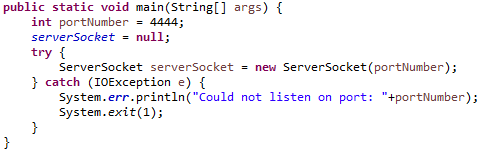 public static void main(String[] args) {
    int portNumber = 4444;
    serverSocket = null;
    try {
        ServerSocket serverSocket = new ServerSocket(portNumber);
    } catch (IOException e) {
        System.err.println("Could not listen on port: "+portNumber);
        System.exit(1);
    }
}